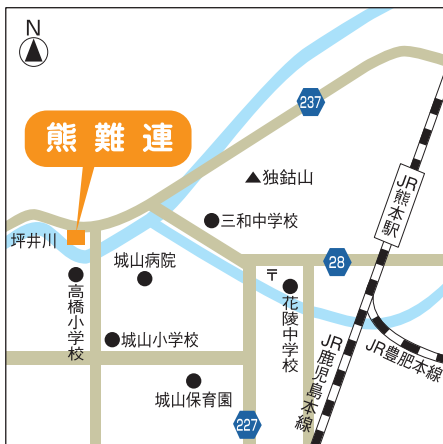 N
237
熊難連
独鈷山
JR熊本駅
三和中学校
坪井川
城山病院
28
〒
高橋小学校
花陵中学校
城山小学校
JR豊肥本線
JR鹿児島本線
城山保育園
227